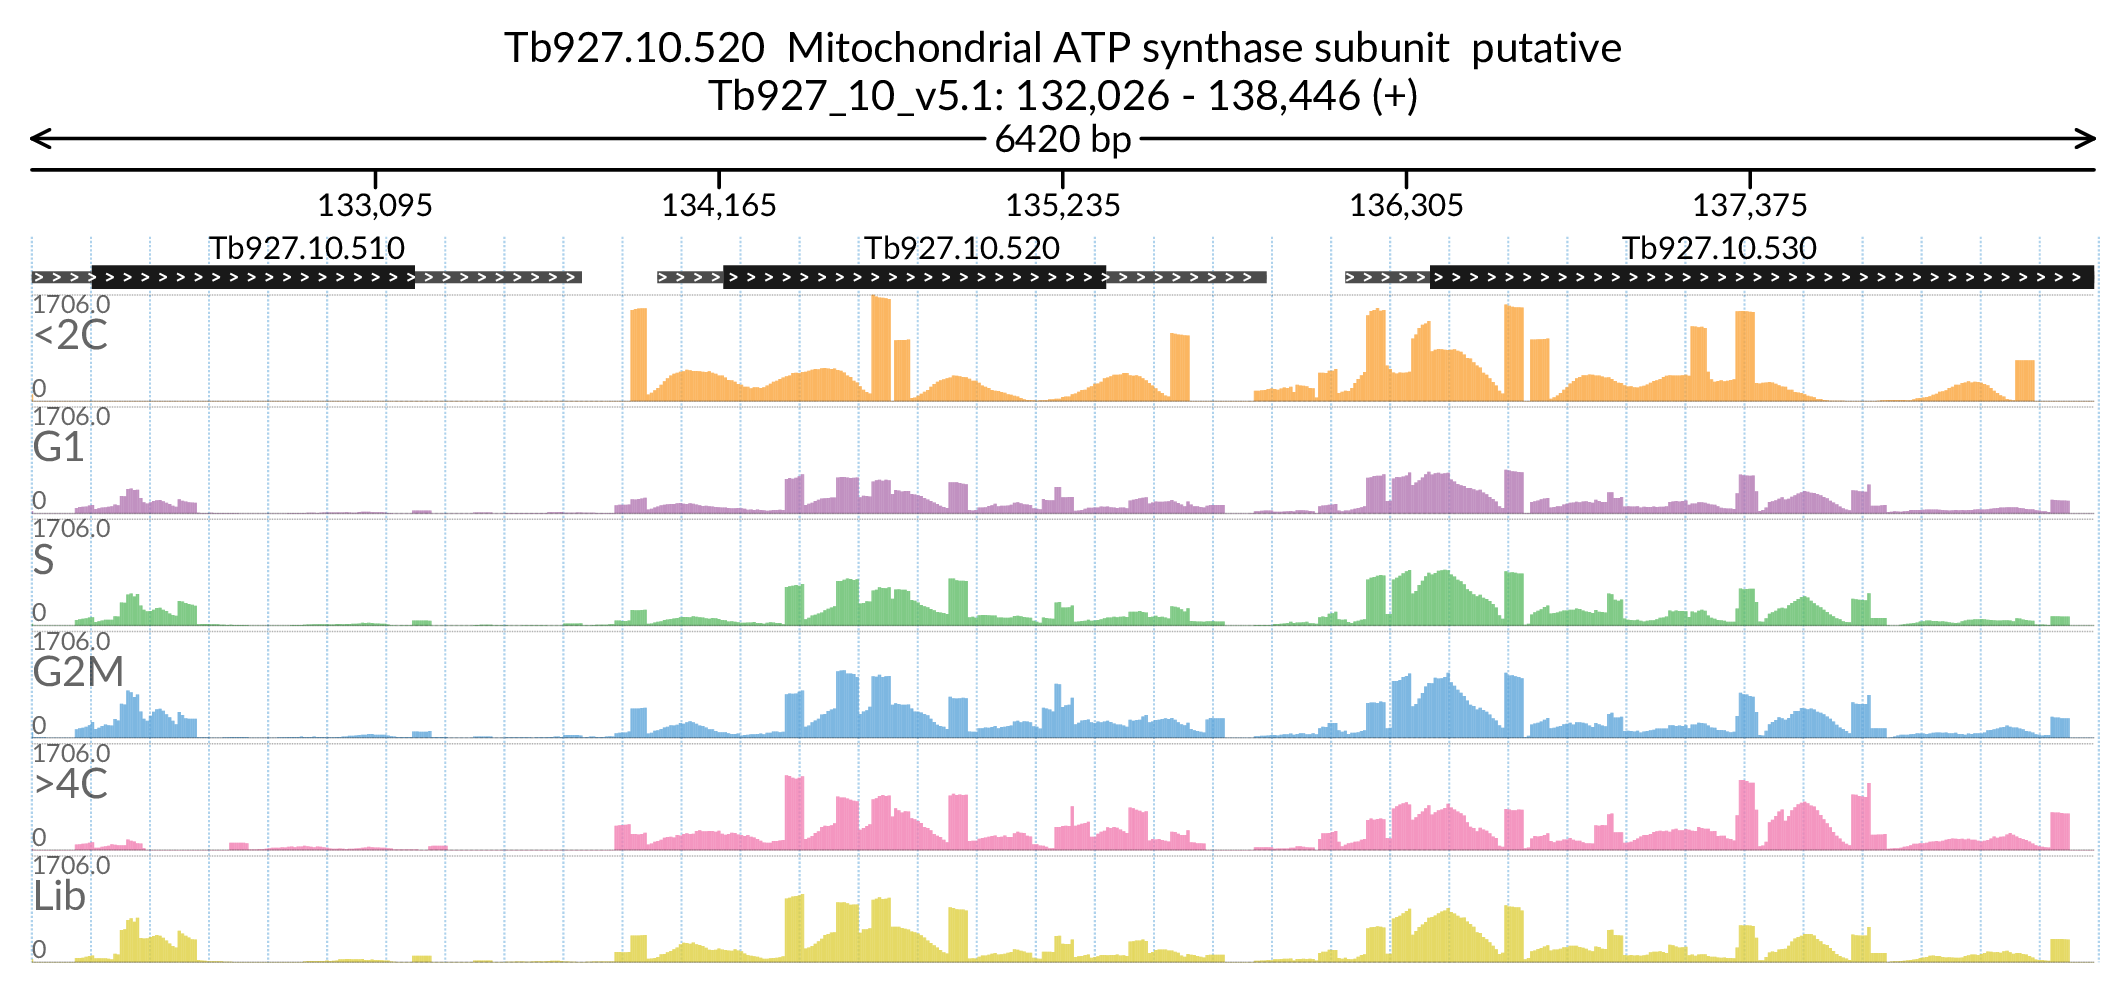 Tb927.10.520  Mitochondrial ATP synthase subunit  putative
Tb927_10_v5.1: 132,026 - 138,446 (+)
6420 bp
133,095 134,165 135,235 136,305 137,375
Tb927.10.510 Tb927.10.520 Tb927.10.530
1706.0
<2C
0
1706.0
G1
0
1706.0
S
0
1706.0
G2M
0
1706.0
>4C
0
1706.0
Lib
0